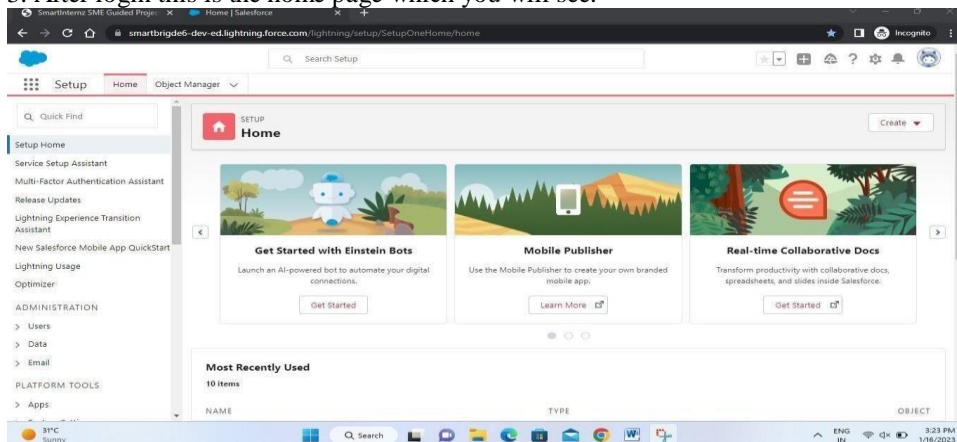 3. After login this is the home page which you will see.
SmartInternz SME Guided Projec
Home | Salesforce
smartbrigde6-dev-ed.lightning.force.com/lightning/setup/SetupOneHome/home
Incognito
Search Setup
Setup
Home
Object Manager
Quick Find
Setup Home
Service Setup Assistant
Multi-Factor Authentication Assistant
Release Updates
Lightning Experience Transition
Assistant
New Salesforce Mobile App QuickStart
Lightning Usage
Optimizer
ADMINISTRATION
Users
Data
Email
PLATFORM TOOLS
Apps
SETUP
Home
Create
Get Started with Einstein Bots
Launch an AI-powered bot to automate your digital
connections.
Get Started
Mobile Publisher
Use the Mobile Publisher to create your own branded
mobile app.
Learn More
Real-time Collaborative Docs
Transform productivity with collaborative docs,
spreadsheets, and slides inside Salesforce.
Get Started
Most Recently Used
10 items
NAME
TYPE
OBJECT
31°C
Sunny
Search
ENG
IN
3:23 PM
1/16/2023